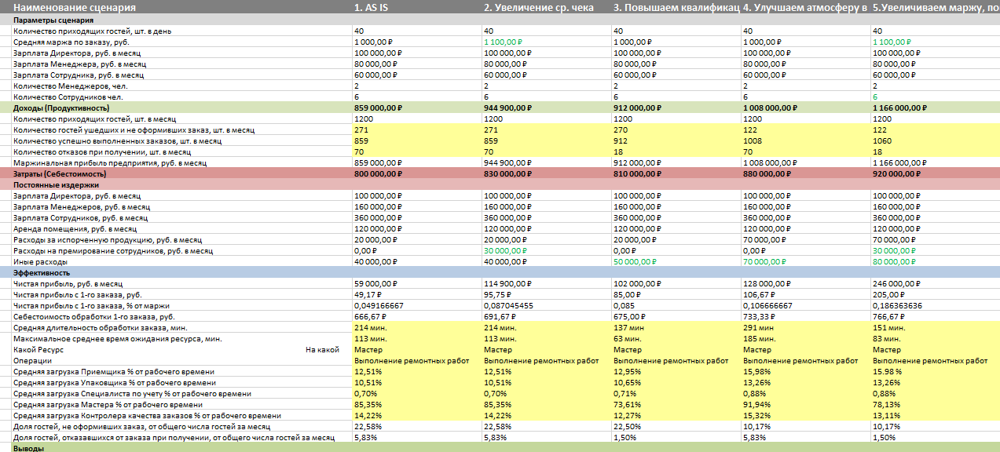 Наименование сценария 1. AS IS 2. Увеличение ср. чека 3. Повышаем квалификац 4. Улучшаем атмосферу в 5.Увеличиваем маржу, по
Параметры сценария
Количество приходящих гостей, шт. в день 40 40 40 40 40
Средняя маржа по заказу, руб. 1 000,00 ₽ 1 100,00 ₽ 1 000,00 ₽ 1 000,00 ₽ 1 100,00 ₽
Зарплата Директора, руб. в месяц 100 000,00 ₽ 100 000,00 ₽ 100 000,00 ₽ 100 000,00 ₽ 100 000,00 ₽
Зарплата Менеджера, руб. в месяц 80 000,00 ₽ 80 000,00 ₽ 80 000,00 ₽ 80 000,00 ₽ 80 000,00 ₽
Зарплата Сотрудника, руб. в месяц 60 000,00 ₽ 60 000,00 ₽ 60 000,00 ₽ 60 000,00 ₽ 60 000,00 ₽
Количество Менеджеров, чел. 2 2 2 2 2
Количество Сотрудников чел. 6 6 6 6 6
Доходы (Продуктивность) 859 000,00 ₽ 944 900,00 ₽ 912 000,00 ₽ 1 008 000,00 ₽ 1 166 000,00 ₽
Количество приходящих гостей, шт. в месяц 1200 1200 1200 1200 1200
Количество гостей ушедших и не оформивших заказ, шт. в месяц 271 271 270 122 122
Количество успешно выполненных заказов, шт. в месяц 859 859 912 1008 1060
Количество отказов при получении, шт. в месяц 70 70 18 70 18
Маржинальная прибыль предприятия, руб. в месяц 859 000,00 ₽ 944 900,00 ₽ 912 000,00 ₽ 1 008 000,00 ₽ 1 166 000,00 ₽
Затраты (Себестоимость) 800 000,00 ₽ 830 000,00 ₽ 810 000,00 ₽ 880 000,00 ₽ 920 000,00 ₽
Постоянные издержки
Зарплата Директора, руб. в месяц 100 000,00 ₽ 100 000,00 ₽ 100 000,00 ₽ 100 000,00 ₽ 100 000,00 ₽
Зарплата Менеджеров, руб. в месяц 160 000,00 ₽ 160 000,00 ₽ 160 000,00 ₽ 160 000,00 ₽ 160 000,00 ₽
Зарплата Сотрудников, руб. в месяц 360 000,00 ₽ 360 000,00 ₽ 360 000,00 ₽ 360 000,00 ₽ 360 000,00 ₽
Аренда помещения, руб. в месяц 120 000,00 ₽ 120 000,00 ₽ 120 000,00 ₽ 120 000,00 ₽ 120 000,00 ₽
Расходы за испорченную продукцию, руб. в месяц 20 000,00 ₽ 20 000,00 ₽ 20 000,00 ₽ 70 000,00 ₽ 70 000,00 ₽
Расходы на премирование сотрудников, руб. в месяц 0,00 ₽ 30 000,00 ₽ 0,00 ₽ 0,00 ₽ 30 000,00 ₽
Иные расходы 40 000,00 ₽ 40 000,00 ₽ 50 000,00 ₽ 70 000,00 ₽ 80 000,00 ₽
Эффективность
Чистая прибыль, руб. в месяц 59 000,00 ₽ 114 900,00 ₽ 102 000,00 ₽ 128 000,00 ₽ 246 000,00 ₽
Чистая прибыль с 1-го заказа, руб. 49,17 ₽ 95,75 ₽ 85,00 ₽ 106,67 ₽ 205,00 ₽
Чистая прибыль с 1-го заказа, % от маржи 0,049166667 0,087045455 0,085 0,106666667 0,186363636
Себестоимость обработки 1-го заказа, руб. 666,67 ₽ 691,67 ₽ 675,00 ₽ 733,33 ₽ 766,67 ₽
Средняя длительность обработки заказа, мин. 214 мин. 214 мин. 137 мин 291 мин 151 мин.
Максимальное среднее время ожидания ресурса, мин. 113 мин. 113 мин. 63 мин. 185 мин. 83 мин.
Какой Ресурс На какой Мастер Мастер Мастер Мастер Мастер
Операции Выполнение ремонтных работ Выполнение ремонтных работ Выполнение ремонтных работ Выполнение ремонтных работ Выполнение ремонтных работ
Средняя загрузка Приемщика % от рабочего времени 12,51% 12,51% 12,95% 15,98% 15.98 %
Средняя загрузка Упаковщика % от рабочего времени 10,51% 10,51% 10,65% 13,26% 13,26%
Средняя загрузка Специалиста по учету % от рабочего времени 0,70% 0,70% 0,71% 0,88% 0,88%
Средняя загрузка Мастера % от рабочего времени 85,35% 85,35% 73,61% 91,94% 78,13%
Средняя загрузка Контролера качества заказов % от рабочего времени 14,22% 14,22% 12,27% 15,32% 13,11%
Доля гостей, не оформивших заказ, от общего числа гостей за месяц 22,58% 22,58% 22,50% 10,17% 10,17%
Доля гостей, отказавшихся от заказа при получении, от общего числа гостей за месяц 5,83% 5,83% 1,50% 5,83% 1,50%
Выводы